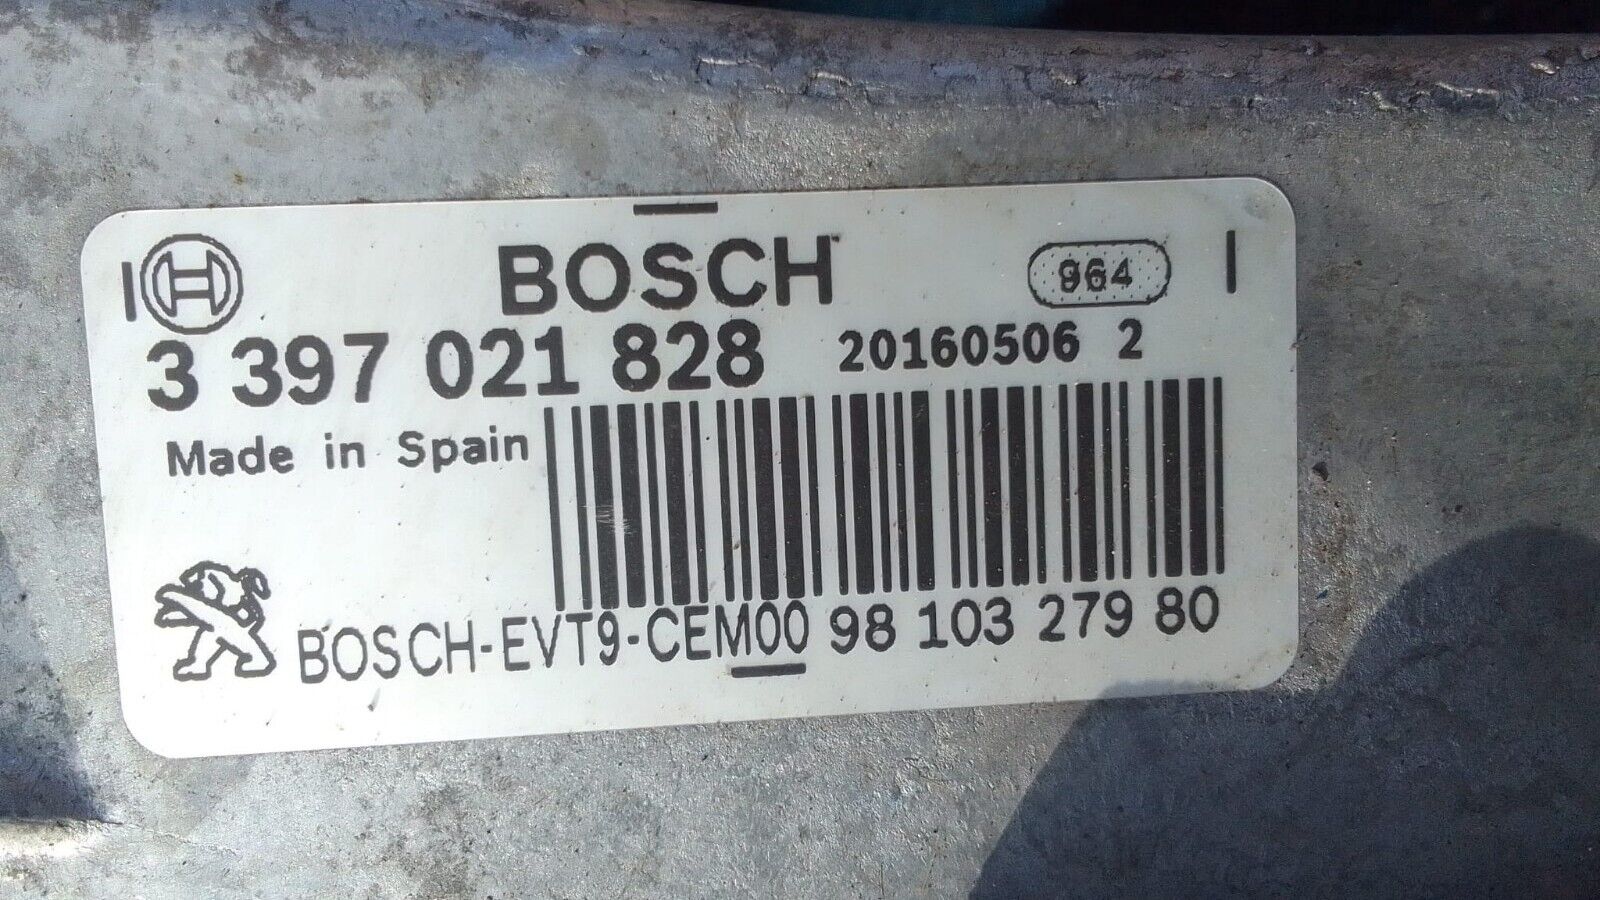 BOSCH 964
3 397 021 828 20160506 2
Made in Spain
BOSCH-EVT9-CEM00 98 103 279 80